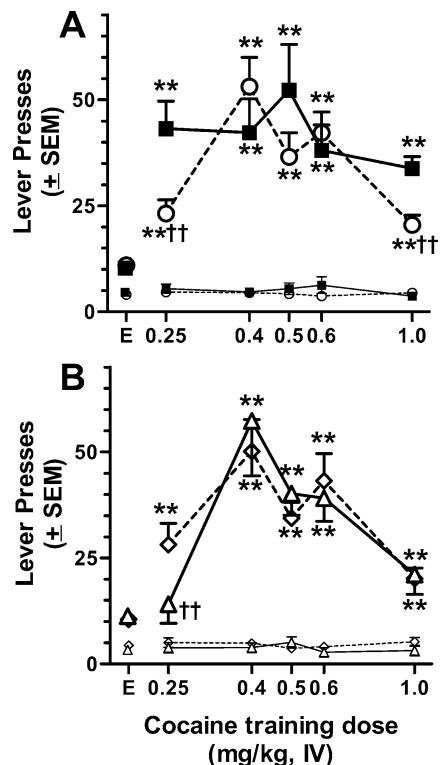 A
Lever Presses
(± SEM)
50
25
0
**
**
**
**
**
**
**
**
**††
**††
E 0.25 0.4 0.5 0.6 1.0
B
Lever Presses
(± SEM)
50
25
0
**
**
**
**
**
**
**
**
**
††
E 0.25 0.4 0.5 0.6 1.0
Cocaine training dose
(mg/kg, IV)